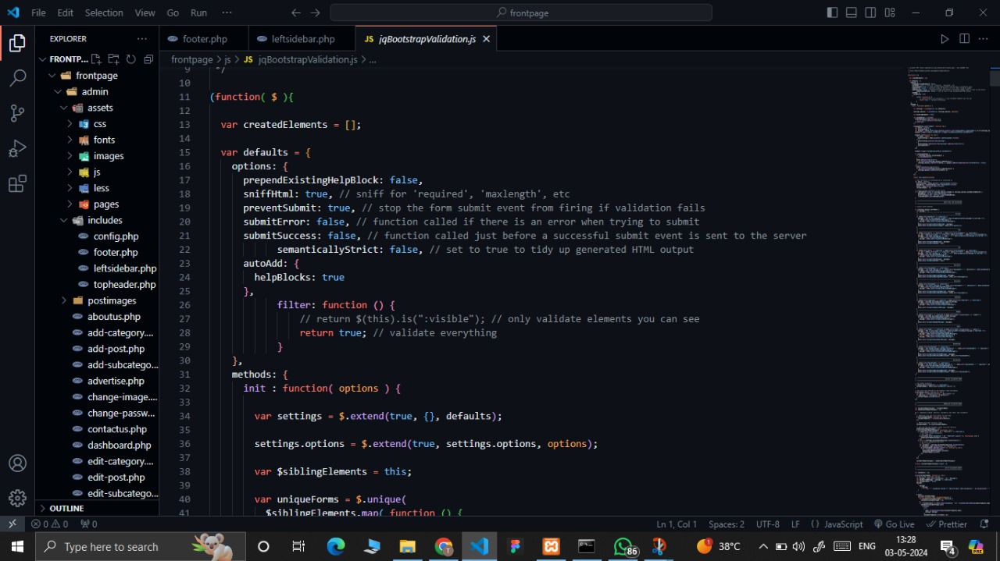 File Edit Selection View Go Run ··· frontpage
EXPLORER ···
FRONTP...
frontpage
admin
assets
css
fonts
images
js
less
pages
includes
config.php
footer.php
leftsidebar.php
topheader.php
postimages
aboutus.php
add-category....
add-post.php
add-subcatego...
advertise.php
change-image....
change-passw...
contactus.php
dashboard.php
edit-category....
edit-post.php
edit-subcatego...
OUTLINE
footer.php leftsidebar.php JS jqBootstrapValidation.js
frontpage > js > JS jqBootstrapValidation.js > ...
9 */
10
11 (function( $ ){
12
13 var createdElements = [];
14
15 var defaults = {
16 options: {
17 prependExistingHelpBlock: false,
18 sniffHtml: true, // sniff for 'required', 'maxlength', etc
19 preventSubmit: true, // the form submit event from firing if validation fails
20 submitError: false, // function called if there is an error when trying to submit
21 submitSuccess: false, // function called just before a successful submit event is sent to the server
22 semanticallyStrict: false, // set to true to tidy up generated HTML output
23 autoAdd: {
24 helpBlocks: true
25 },
26 filter: function () {
27 // return $(this).is(":visible"); // only validate elements you can see
28 return true; // validate everything
29 }
30 },
31 methods: {
32 init : function( options ) {
33
34 var settings = $.extend(true, {}, defaults);
35
36 settings.options = $.extend(true, settings.options, options);
37
38 var $siblingElements = this;
39
40 var uniqueForms = $.unique(
41 $siblingElements.map( function () {
0 0 0 Ln 1, Col 1 Spaces: 2 UTF-8 LF { } JavaScript Go Live Prettier
Type here to search 86 38°C ENG 13:28
03-05-2024 4